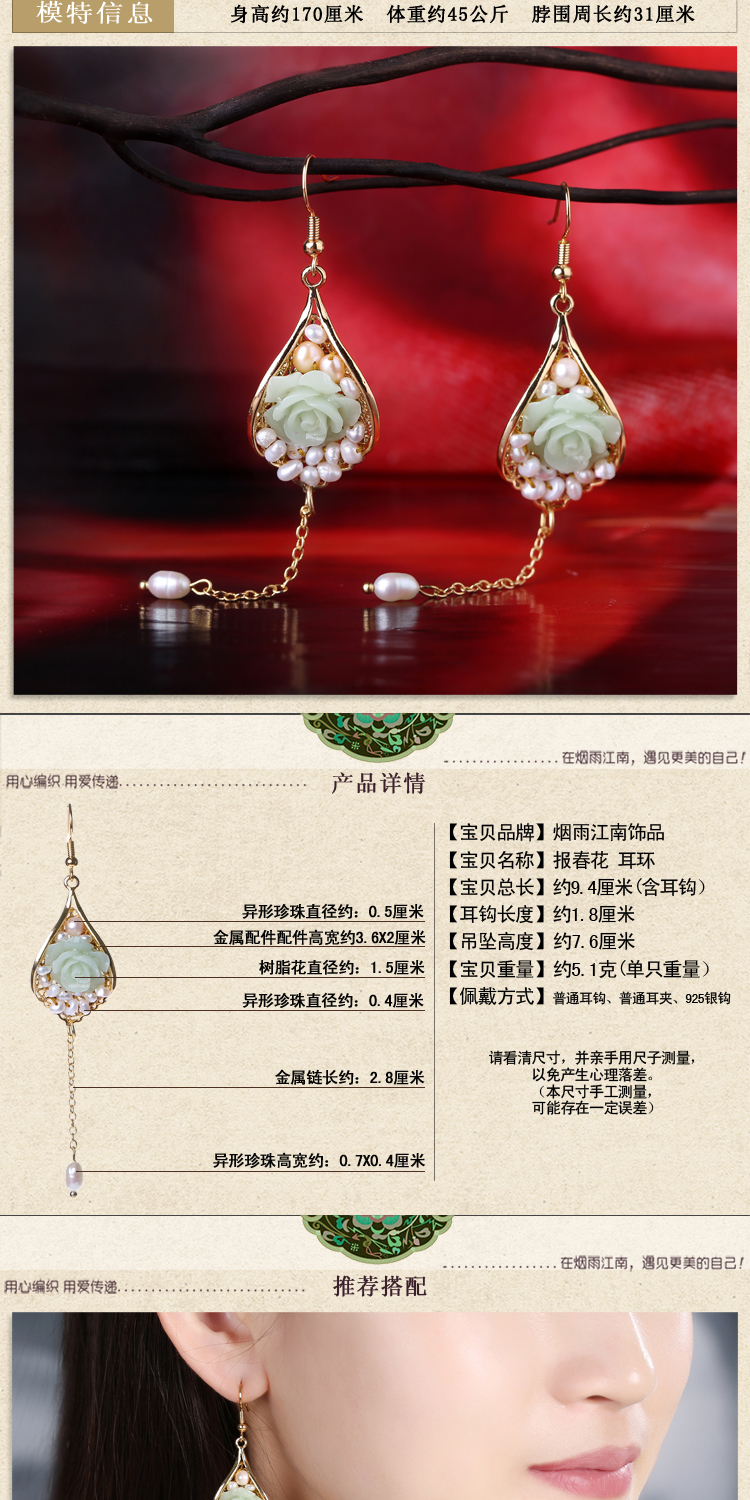 模特信息
身高约170厘米 体重约45公斤 脖围周长约31厘米
在烟雨江南，遇见更美的自己！
用心编织 用爱传递
产品详情
异形珍珠直径约：0.5厘米
金属配件配件高宽约3.6X2厘米
树脂花直径约：1.5厘米
异形珍珠直径约：0.4厘米
金属链长约：2.8厘米
异形珍珠高宽约：0.7X0.4厘米
【宝贝品牌】烟雨江南饰品
【宝贝名称】报春花 耳环
【宝贝总长】约9.4厘米(含耳钩)
【耳钩长度】约1.8厘米
【吊坠高度】约7.6厘米
【宝贝重量】约5.1克(单只重量)
【佩戴方式】普通耳钩、普通耳夹、925银钩
请看清尺寸，并亲手用尺子测量，
以免产生心理落差。
(本尺寸手工测量，
可能存在一定误差)
在烟雨江南，遇见更美的自己！
用心编织 用爱传递
推荐搭配